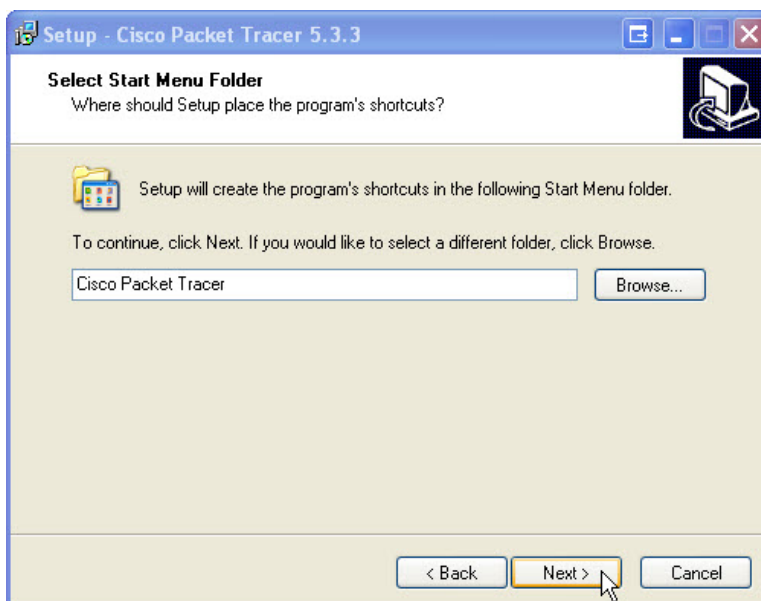 Setup - Cisco Packet Tracer 5.3.3
Select Start Menu Folder
Where should Setup place the program's shortcuts?
Setup will create the program's shortcuts in the following Start Menu folder.
To continue, click Next. If you would like to select a different folder, click Browse.
Cisco Packet Tracer
Browse...
< Back
Next >
Cancel